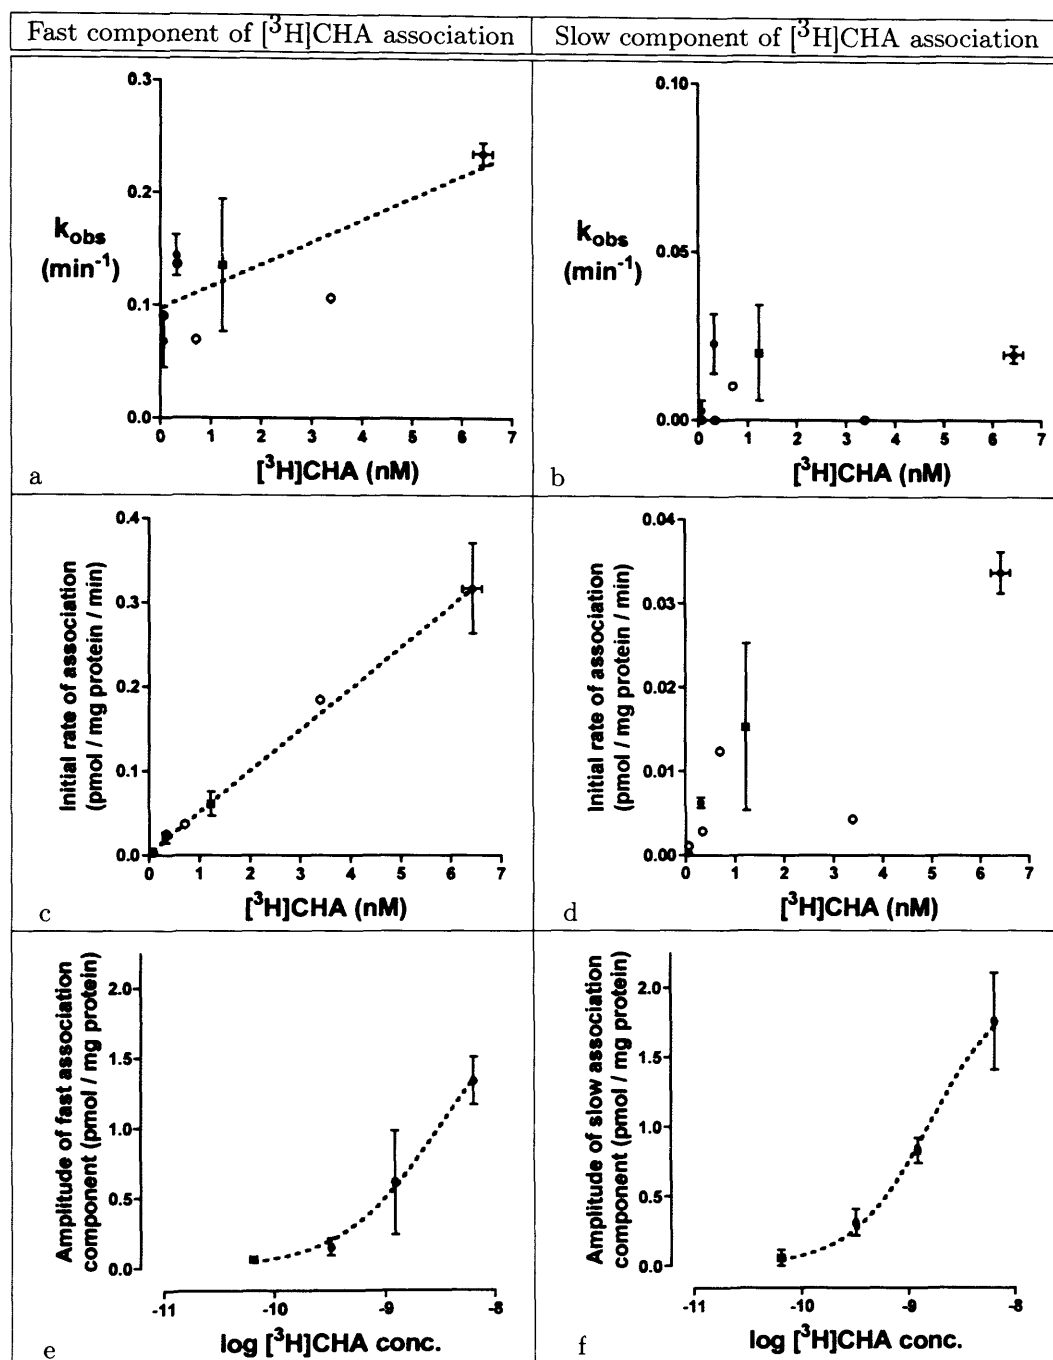 Fast component of [³H]CHA association
Slow component of [³H]CHA association
0.3
0.2
0.1
0.0
k_obs
(min⁻¹)
0 1 2 3 4 5 6 7
[³H]CHA (nM)
a
0.10
0.05
0.00
k_obs
(min⁻¹)
0 1 2 3 4 5 6 7
[³H]CHA (nM)
b
0.4
0.3
0.2
0.1
0.0
Initial rate of association
(pmol / mg protein / min)
0 1 2 3 4 5 6 7
[³H]CHA (nM)
c
0.04
0.03
0.02
0.01
0.00
Initial rate of association
(pmol / mg protein / min)
0 1 2 3 4 5 6 7
[³H]CHA (nM)
d
2.0
1.5
1.0
0.5
0.0
Amplitude of fast association
component (pmol / mg protein)
-11 -10 -9 -8
log [³H]CHA conc.
e
2.0
1.5
1.0
0.5
0.0
Amplitude of slow association
component (pmol / mg protein)
-11 -10 -9 -8
log [³H]CHA conc.
f